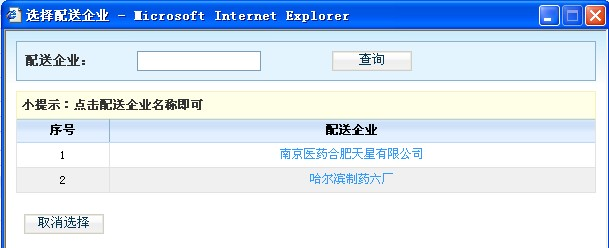 选择配送企业 - Microsoft Internet Explorer
配送企业： 查询
小提示：点击配送企业名称即可
序号 配送企业
1 南京医药合肥天星有限公司
2 哈尔滨制药六厂
取消选择